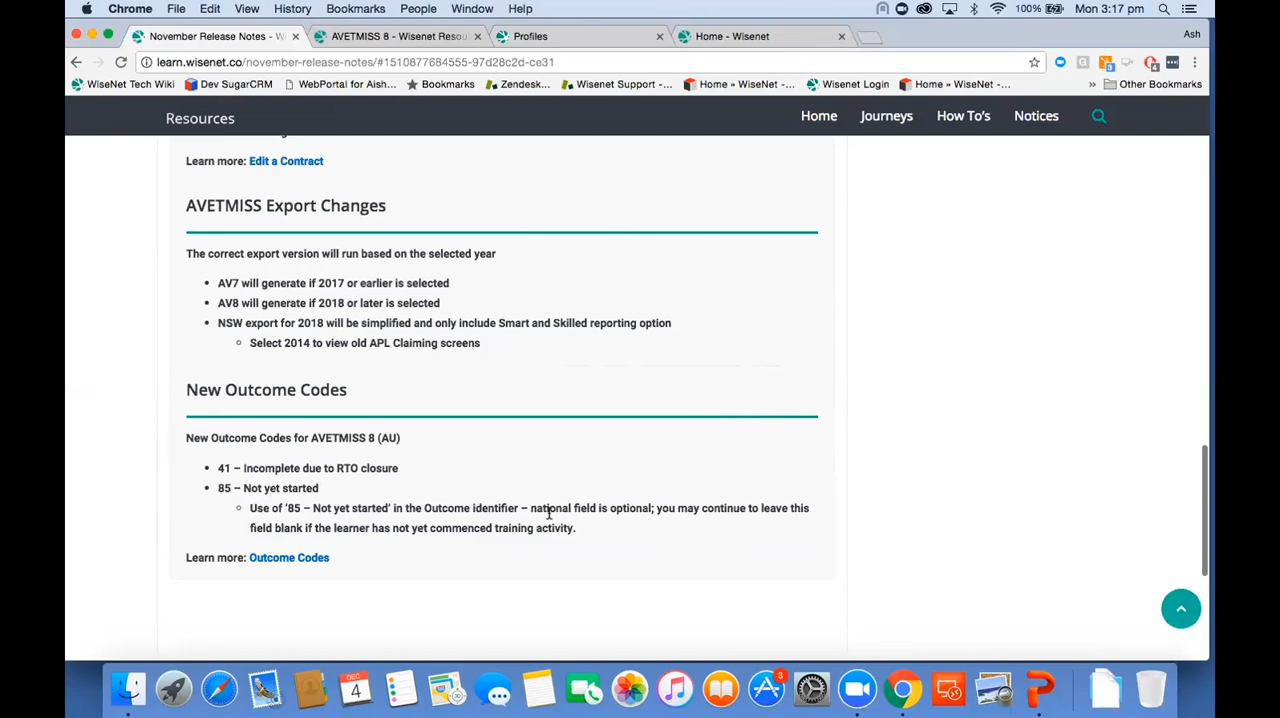 Chrome File Edit View History Bookmarks People Window Help 100% Mon 3:17 pm
November Release Notes - Wi AVETMISS 8 - Wisenet Resou Profiles Home - Wisenet Ash
learn.wisenet.co/november-release-notes/#1510877684555-97d28c2d-ce31
WiseNet Tech Wiki Dev SugarCRM WebPortal for Aish... Bookmarks Zendesk... Wisenet Support -... Home » WiseNet -... Wisenet Login Home » WiseNet -... » Other Bookmarks
Resources Home Journeys How To's Notices
Learn more: Edit a Contract
AVETMISS Export Changes
The correct export version will run based on the selected year
• AV7 will generate if 2017 or earlier is selected
• AV8 will generate if 2018 or later is selected
• NSW export for 2018 will be simplified and only include Smart and Skilled reporting option
Select 2014 to view old APL Claiming screens
New Outcome Codes
New Outcome Codes for AVETMISS 8 (AU)
• 41 – Incomplete due to RTO closure
• 85 – Not yet started
Use of '85 – Not yet started' in the Outcome identifier – national field is optional; you may continue to leave this
field blank if the learner has not yet commenced training activity.
Learn more: Outcome Codes
DEC
4
3